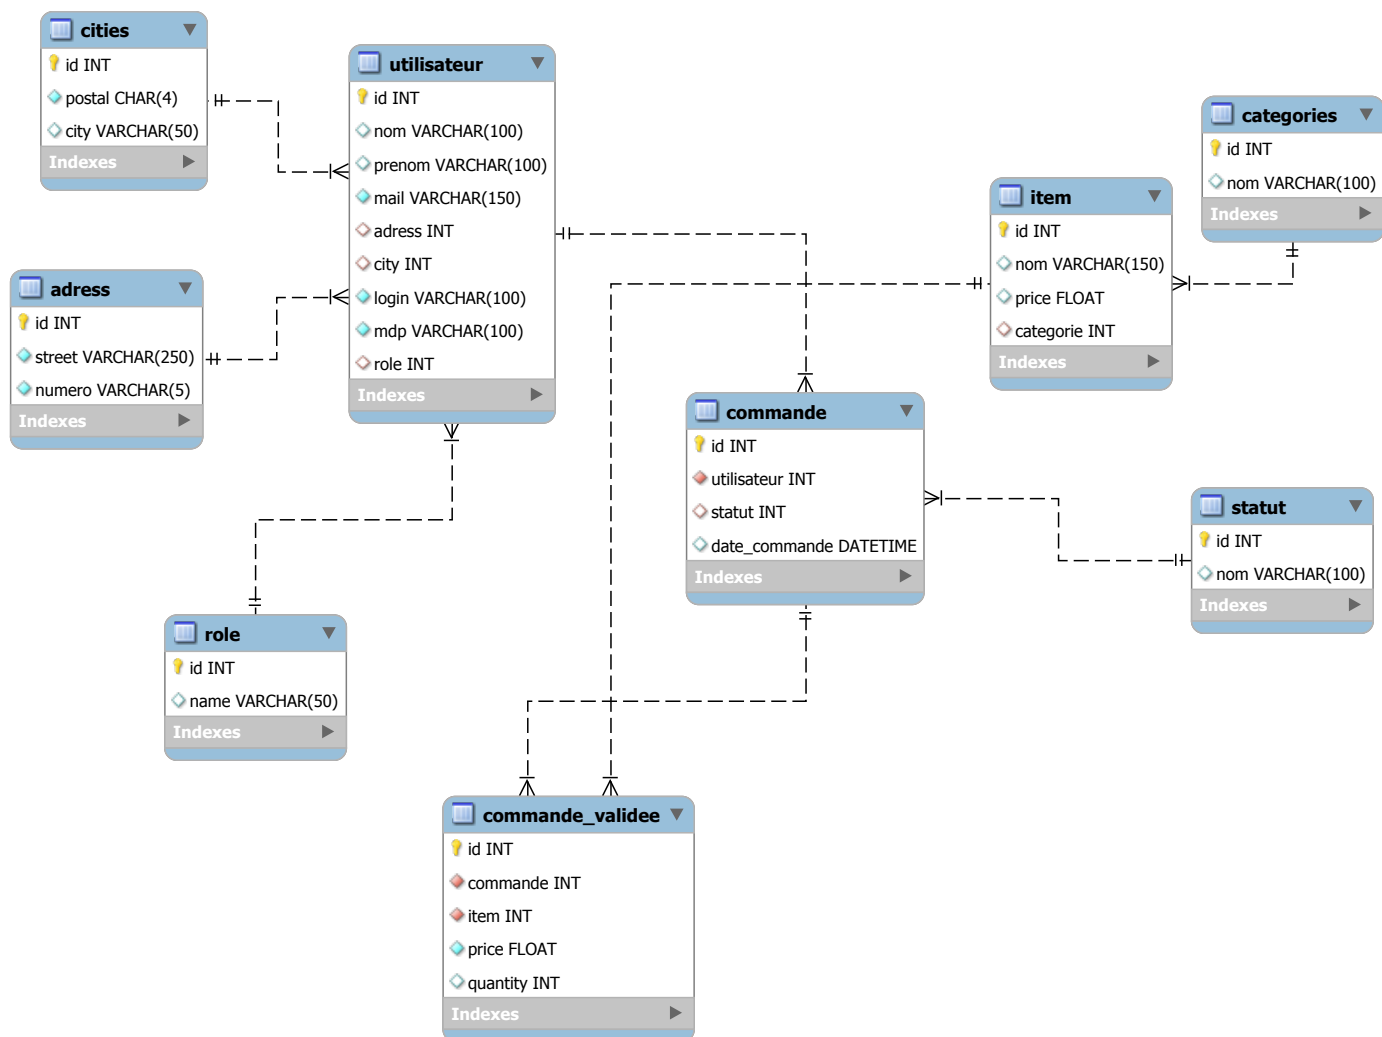 cities
id INT
postal CHAR(4)
city VARCHAR(50)
Indexes
utilisateur
id INT
nom VARCHAR(100)
prenom VARCHAR(100)
mail VARCHAR(150)
adress INT
city INT
login VARCHAR(100)
mdp VARCHAR(100)
role INT
Indexes
categories
id INT
nom VARCHAR(100)
Indexes
item
id INT
nom VARCHAR(150)
price FLOAT
categorie INT
Indexes
adress
id INT
street VARCHAR(250)
numero VARCHAR(5)
Indexes
commande
id INT
utilisateur INT
statut INT
date_commande DATETIME
Indexes
statut
id INT
nom VARCHAR(100)
Indexes
role
id INT
name VARCHAR(50)
Indexes
commande_validee
id INT
commande INT
item INT
price FLOAT
quantity INT
Indexes